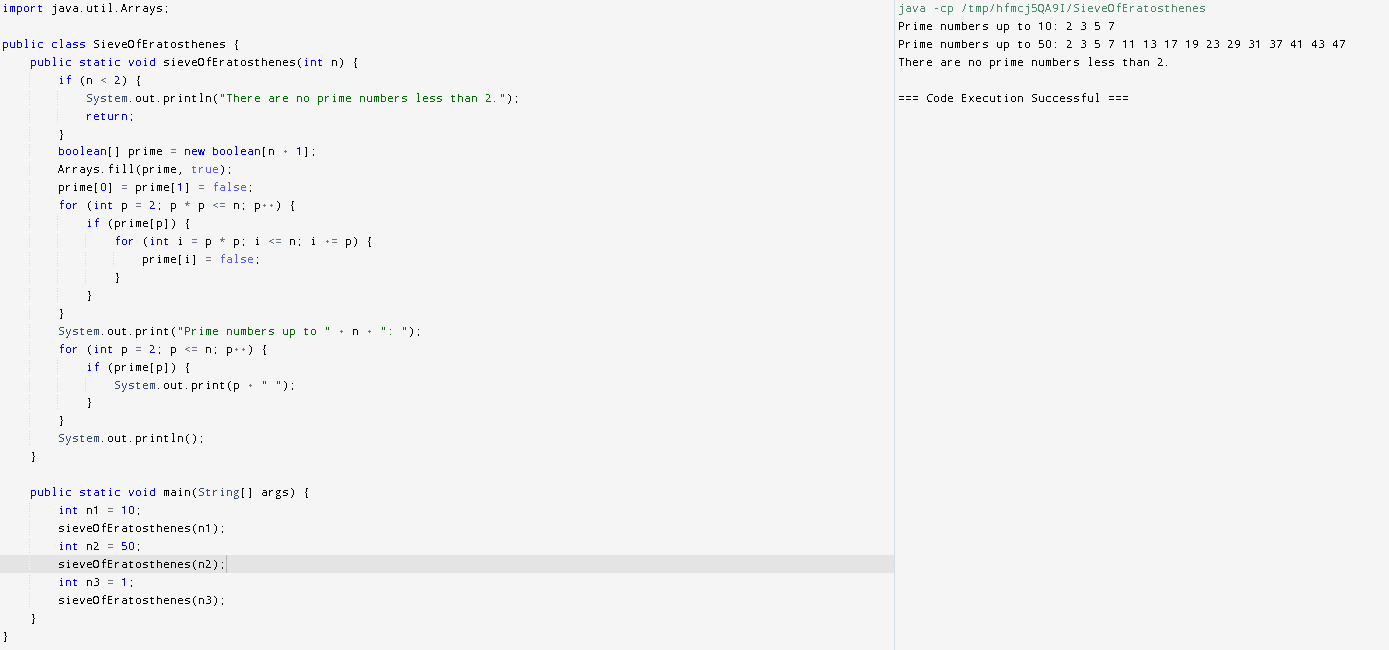 import java.util.Arrays;
public class SieveOfEratosthenes {
    public static void sieveOfEratosthenes(int n) {
        if (n < 2) {
            System.out.println("There are no prime numbers less than 2.");
            return;
        }
        boolean[] prime = new boolean[n + 1];
        Arrays.fill(prime, true);
        prime[0] = prime[1] = false;
        for (int p = 2; p * p <= n; p++) {
            if (prime[p]) {
                for (int i = p * p; i <= n; i += p) {
                    prime[i] = false;
                }
            }
        }
        System.out.print("Prime numbers up to " + n + ": ");
        for (int p = 2; p <= n; p++) {
            if (prime[p]) {
                System.out.print(p + " ");
            }
        }
        System.out.println();
    }
    public static void main(String[] args) {
        int n1 = 10;
        sieveOfEratosthenes(n1);
        int n2 = 50;
        sieveOfEratosthenes(n2);
        int n3 = 1;
        sieveOfEratosthenes(n3);
    }
}
java -cp /tmp/hfmcj5QA9I/SieveOfEratosthenes
Prime numbers up to 10: 2 3 5 7
Prime numbers up to 50: 2 3 5 7 11 13 17 19 23 29 31 37 41 43 47
There are no prime numbers less than 2.
=== Code Execution Successful ===